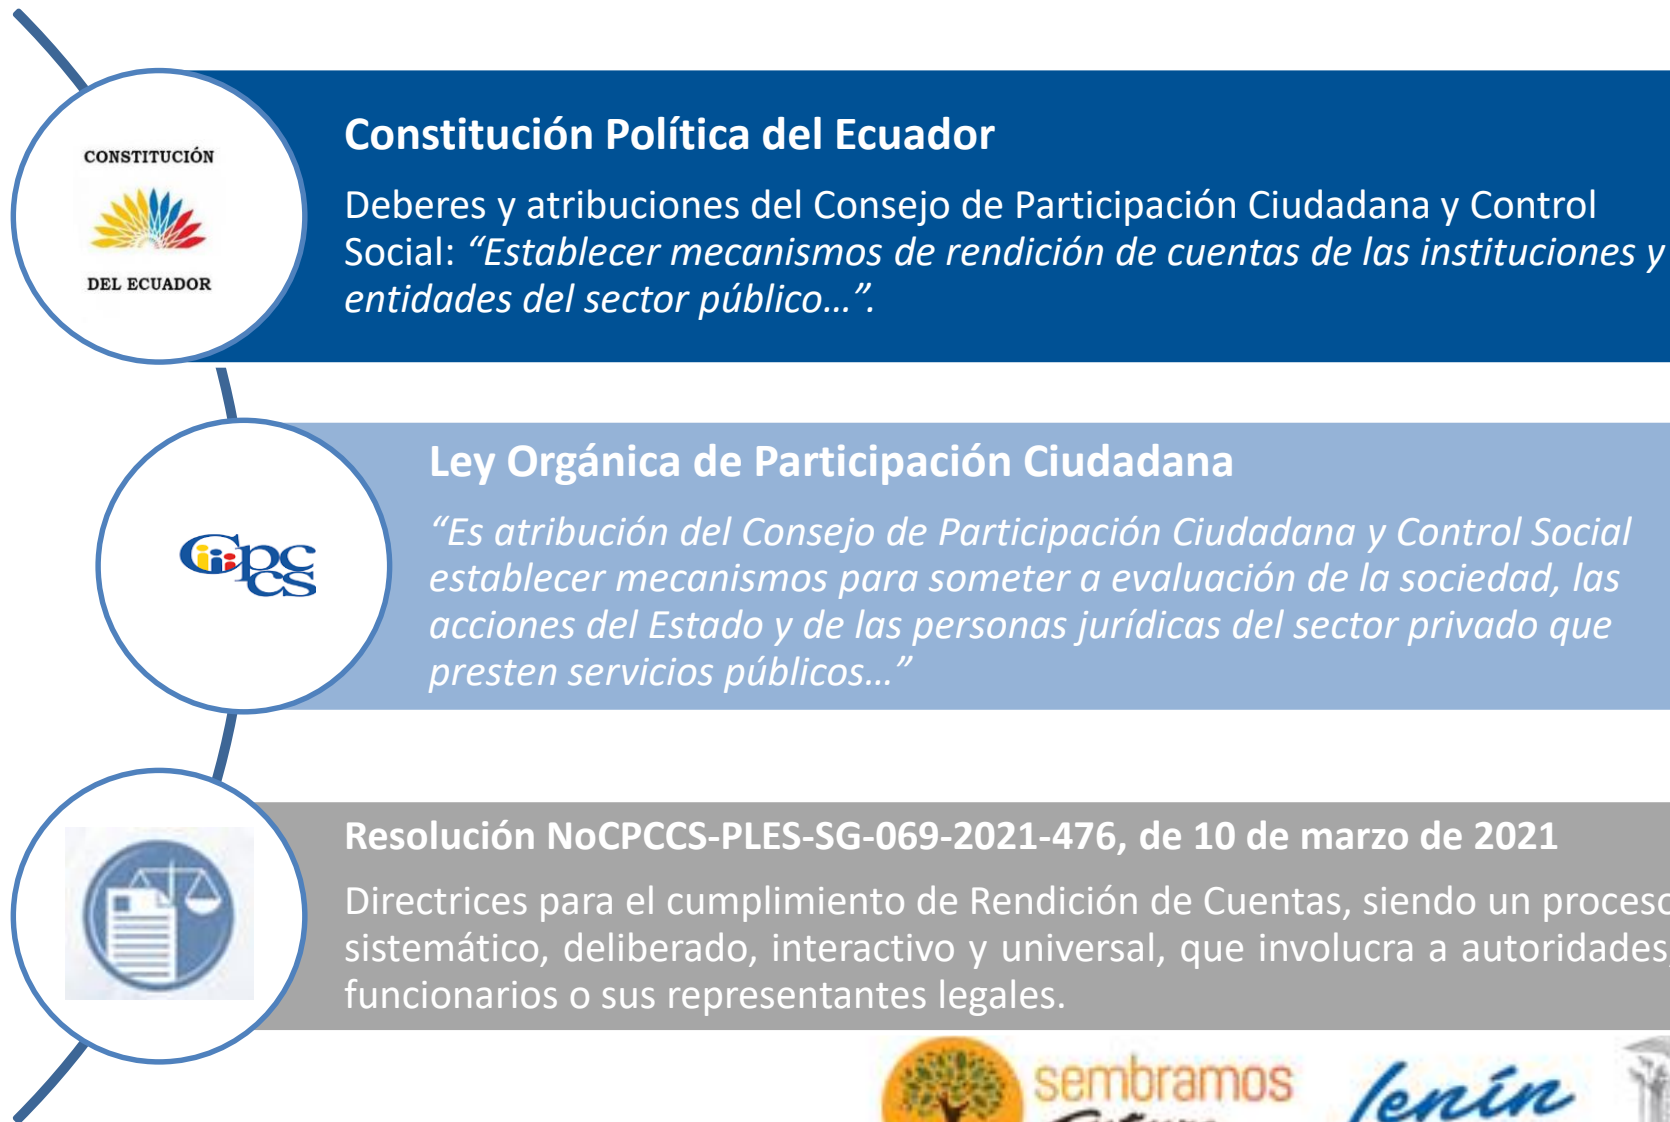 CONSTITUCIÓN
DEL ECUADOR
Constitución Política del Ecuador
Deberes y atribuciones del Consejo de Participación Ciudadana y Control
Social: “Establecer mecanismos de rendición de cuentas de las instituciones y
entidades del sector público…”.
Cpc
cs
Ley Orgánica de Participación Ciudadana
“Es atribución del Consejo de Participación Ciudadana y Control Social
establecer mecanismos para someter a evaluación de la sociedad, las
acciones del Estado y de las personas jurídicas del sector privado que
presten servicios públicos…”
Resolución NoCPCCS-PLES-SG-069-2021-476, de 10 de marzo de 2021
Directrices para el cumplimiento de Rendición de Cuentas, siendo un proceso
sistemático, deliberado, interactivo y universal, que involucra a autoridades,
funcionarios o sus representantes legales.
sembramos
lenín